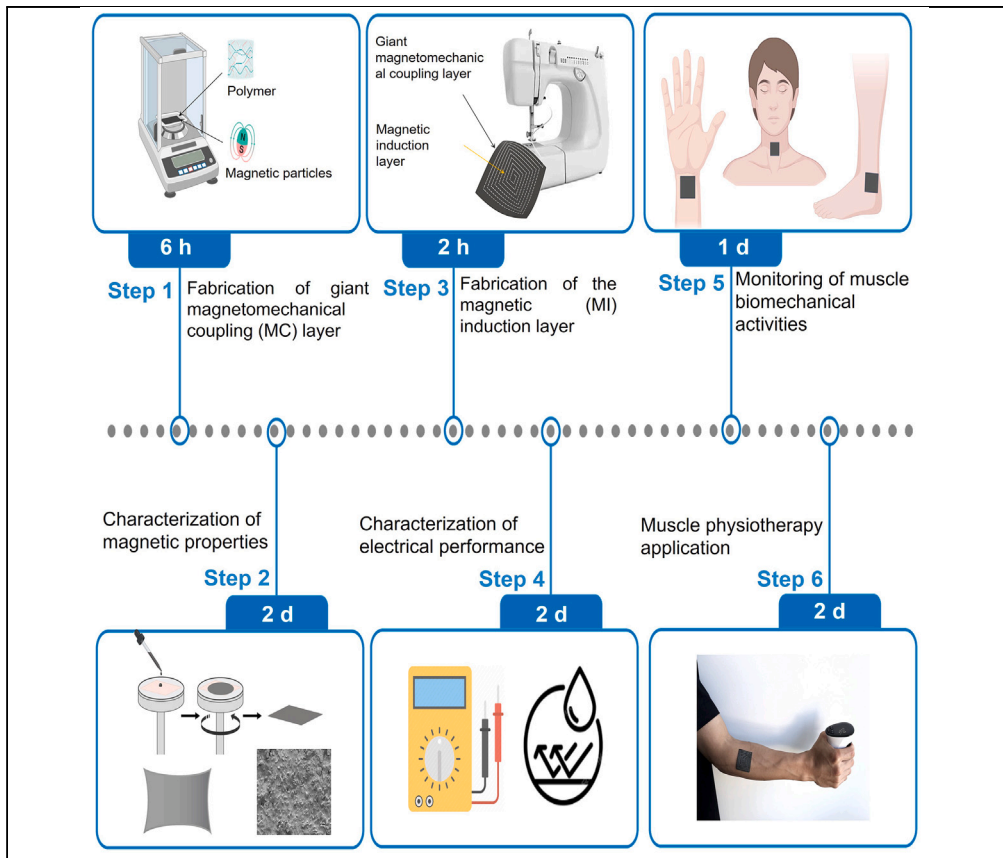 Polymer
Magnetic particles
N
S
6 h
Step 1
Fabrication of giant
magnetomechanical
coupling (MC) layer
Giant
magnetomechanic
al coupling layer
Magnetic
induction
layer
2 h
Step 3
Fabrication of the
magnetic (MI)
induction layer
1 d
Step 5
Monitoring of muscle
biomechanical
activities
Characterization of
magnetic properties
Step 2
2 d
Characterization of
electrical performance
Step 4
2 d
Muscle physiotherapy
application
Step 6
2 d